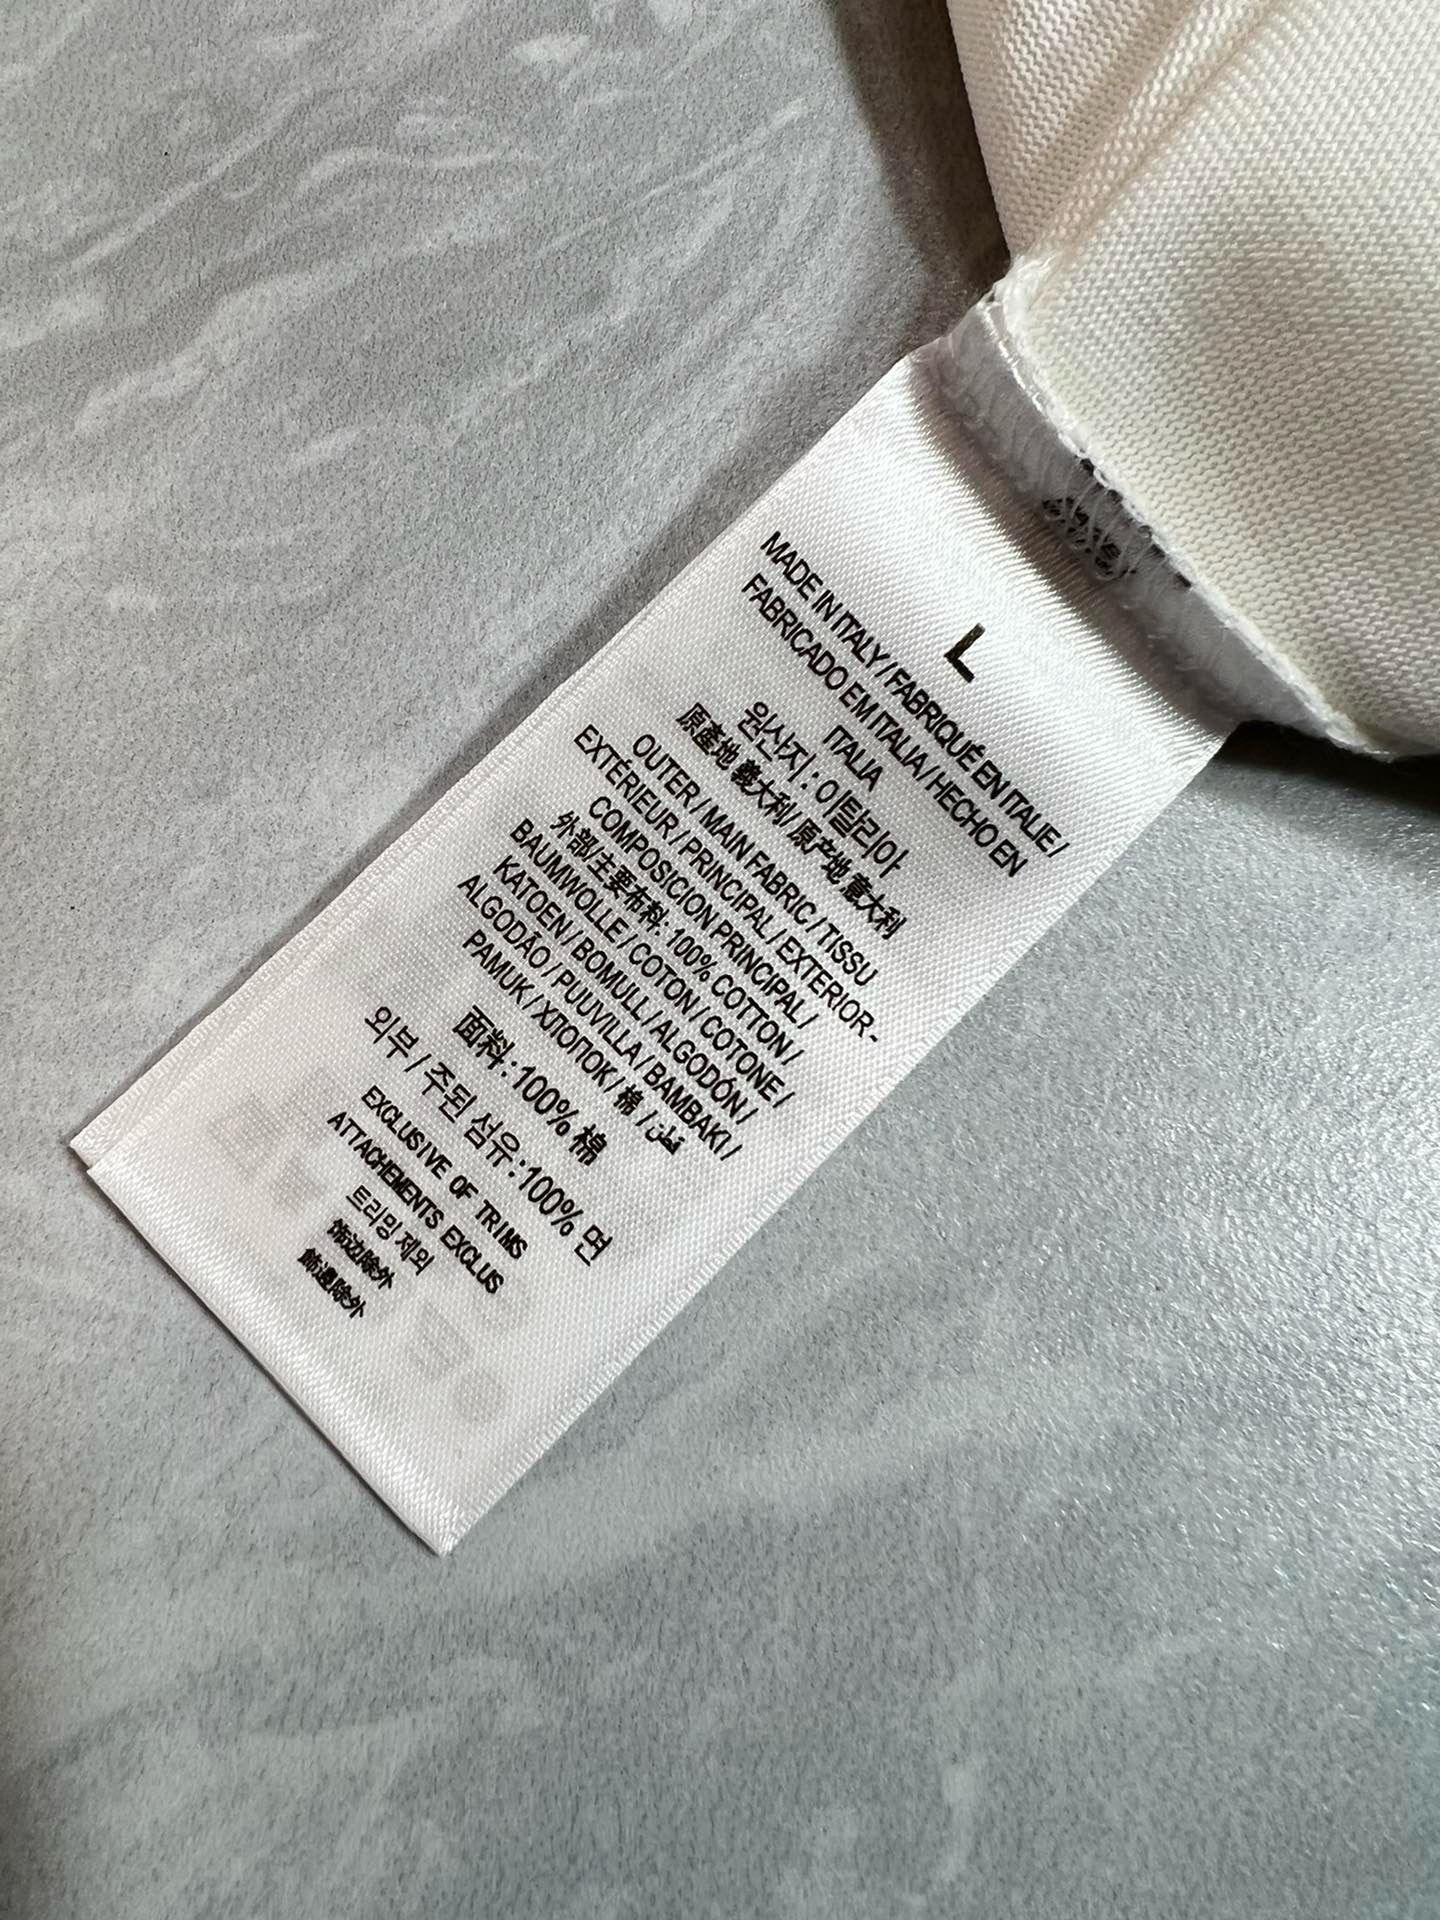 L
MADE IN ITALY / FABRIQUÉ EN ITALIE /
FABRICADO EM ITALIA / HECHO EN
ITALIA
원산지 : 이탈리아
原產地 義大利 / 原产地 意大利
OUTER / MAIN FABRIC / TISSU
EXTÉRIEUR / PRINCIPAL / EXTERIOR-
COMPOSICION PRINCIPAL /
外部/主要布料: 100% COTTON /
BAUMWOLLE / COTON / COTONE /
KATOEN / BOMULL / ALGODÓN /
ALGODÃO / PUUVILLA / BAMBAKI /
PAMUK / ХЛОПОК / 棉 / قطن
面料 : 100% 棉
외부 / 주된 섬유 :100% 면
EXCLUSIVE OF TRIMS
ATTACHEMENTS EXCLUS
트리밍 제외
饰边除外
飾邊除外